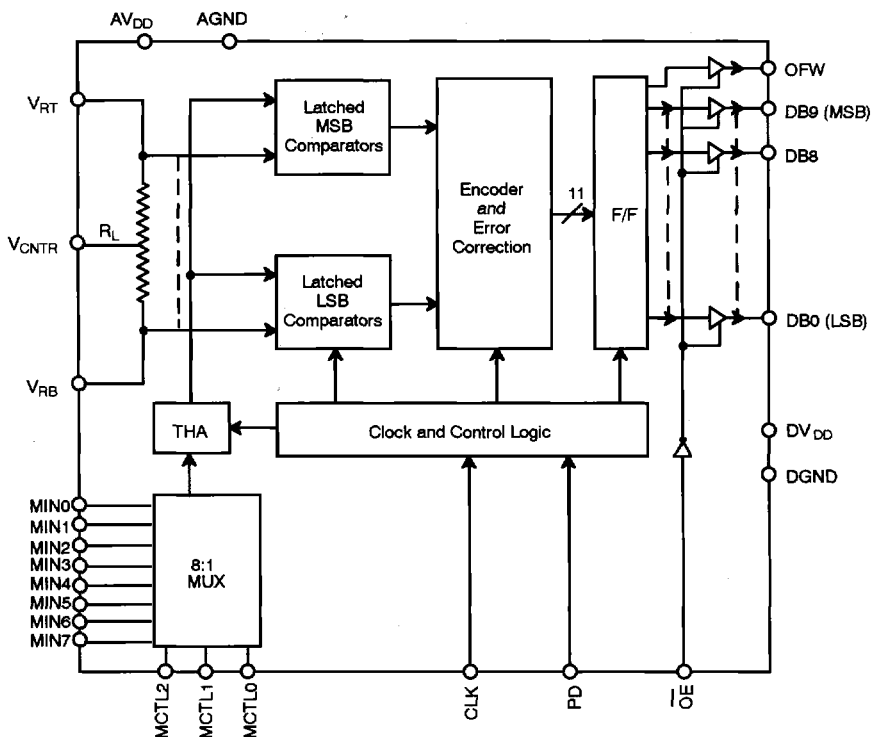 AVDD
AGND
VRT
VCNTR
RL
VRB
Latched
MSB
Comparators
Latched
LSB
Comparators
Encoder
and
Error
Correction
11
F/F
OFW
DB9 (MSB)
DB8
DB0 (LSB)
DVDD
DGND
THA
Clock and Control Logic
MIN0
MIN1
MIN2
MIN3
MIN4
MIN5
MIN6
MIN7
8:1
MUX
MCTL2
MCTL1
MCTL0
CLK
PD
OE